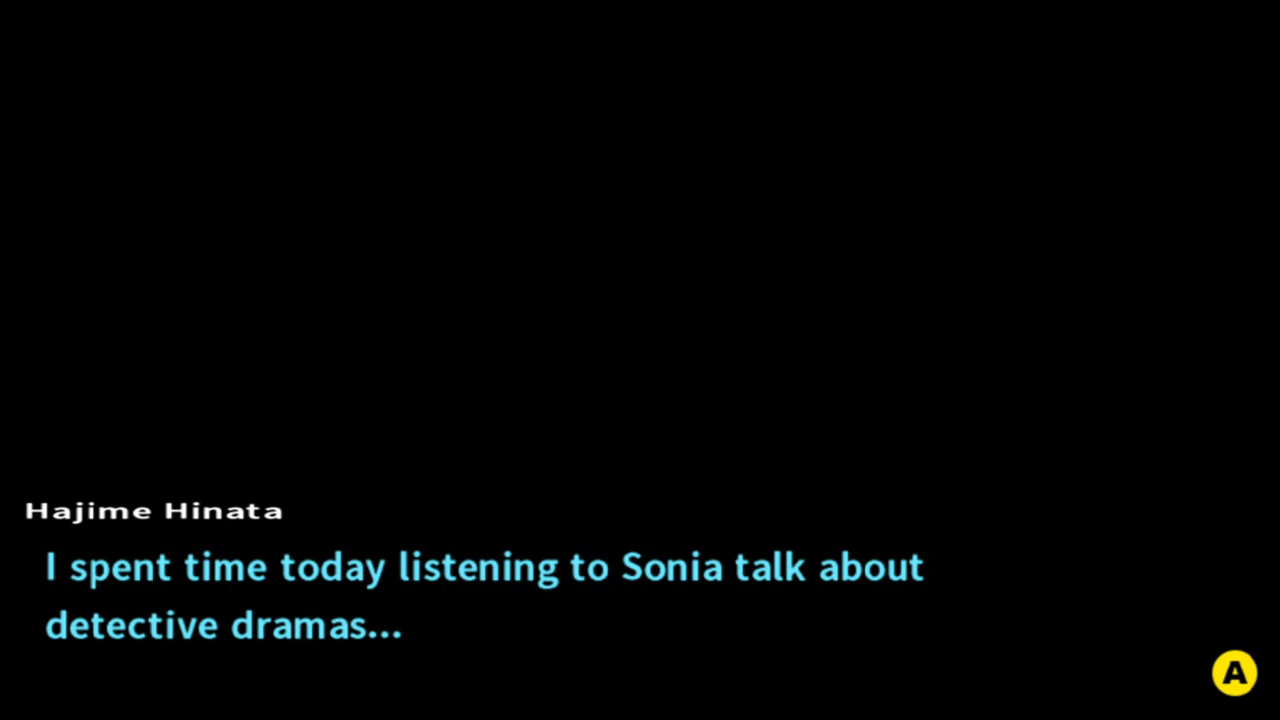 Hajime Hinata
I spent time today listening to Sonia talk about
detective dramas...
A